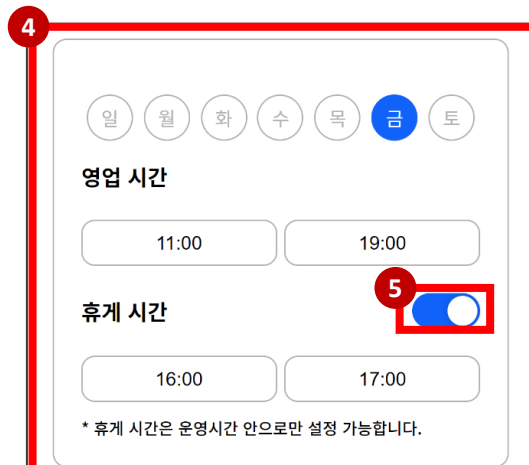 4
일 월 화 수 목 금 토
영업 시간
11:00 19:00
5
휴게 시간
16:00 17:00
* 휴게 시간은 운영시간 안으로만 설정 가능합니다.